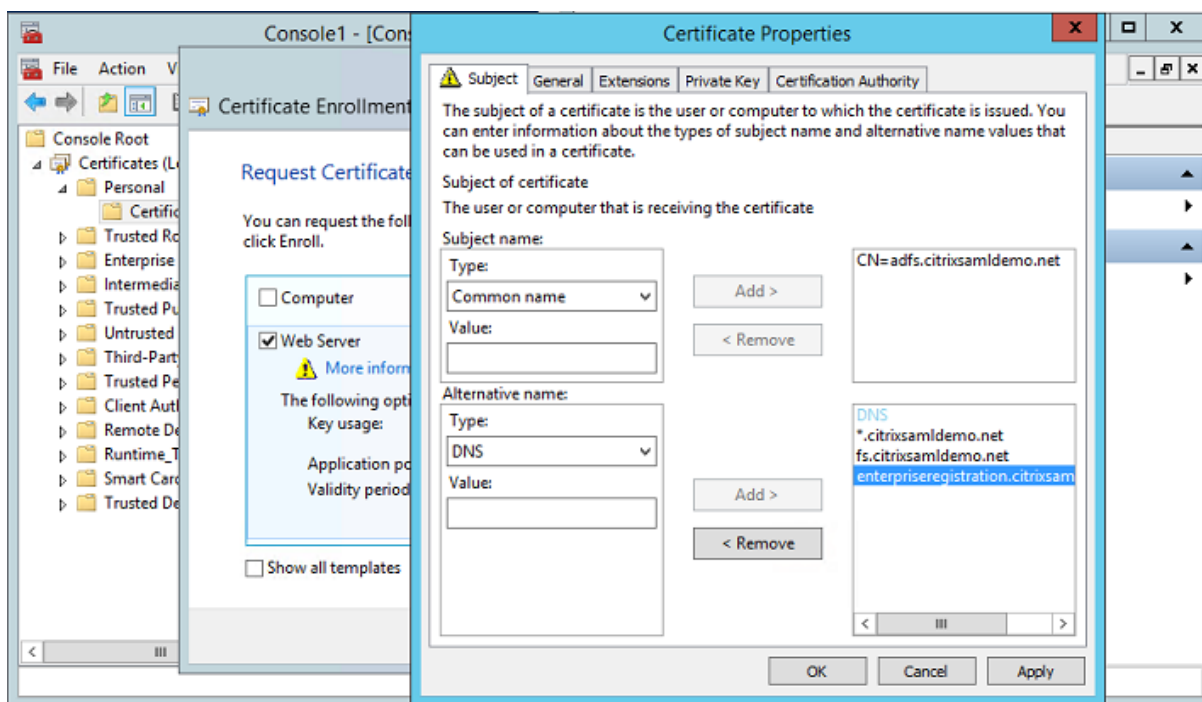 Console1 - [Cons
Certificate Properties
File Action V
Certificate Enrollment
Subject General Extensions Private Key Certification Authority
The subject of a certificate is the user or computer to which the certificate is issued. You
can enter information about the types of subject name and alternative name values that
can be used in a certificate.
Subject of certificate
The user or computer that is receiving the certificate
Subject name:
Type:
Common name
Value:
Add >
< Remove
CN=adfs.citrixsamldemo.net
Alternative name:
Type:
DNS
Value:
Add >
< Remove
DNS
*.citrixsamldemo.net
fs.citrixsamldemo.net
enterpriseregistration.citrixsam
OK Cancel Apply
Console Root
Certificates (L
Personal
Certific
Trusted Ro
Enterprise
Intermedia
Trusted Pu
Untrusted
Third-Part
Trusted Pe
Client Auth
Remote De
Runtime_T
Smart Card
Trusted De
Request Certificate
You can request the foll
click Enroll.
Computer
Web Server
More inforn
The following opti
Key usage:
Application po
Validity period
Show all templates